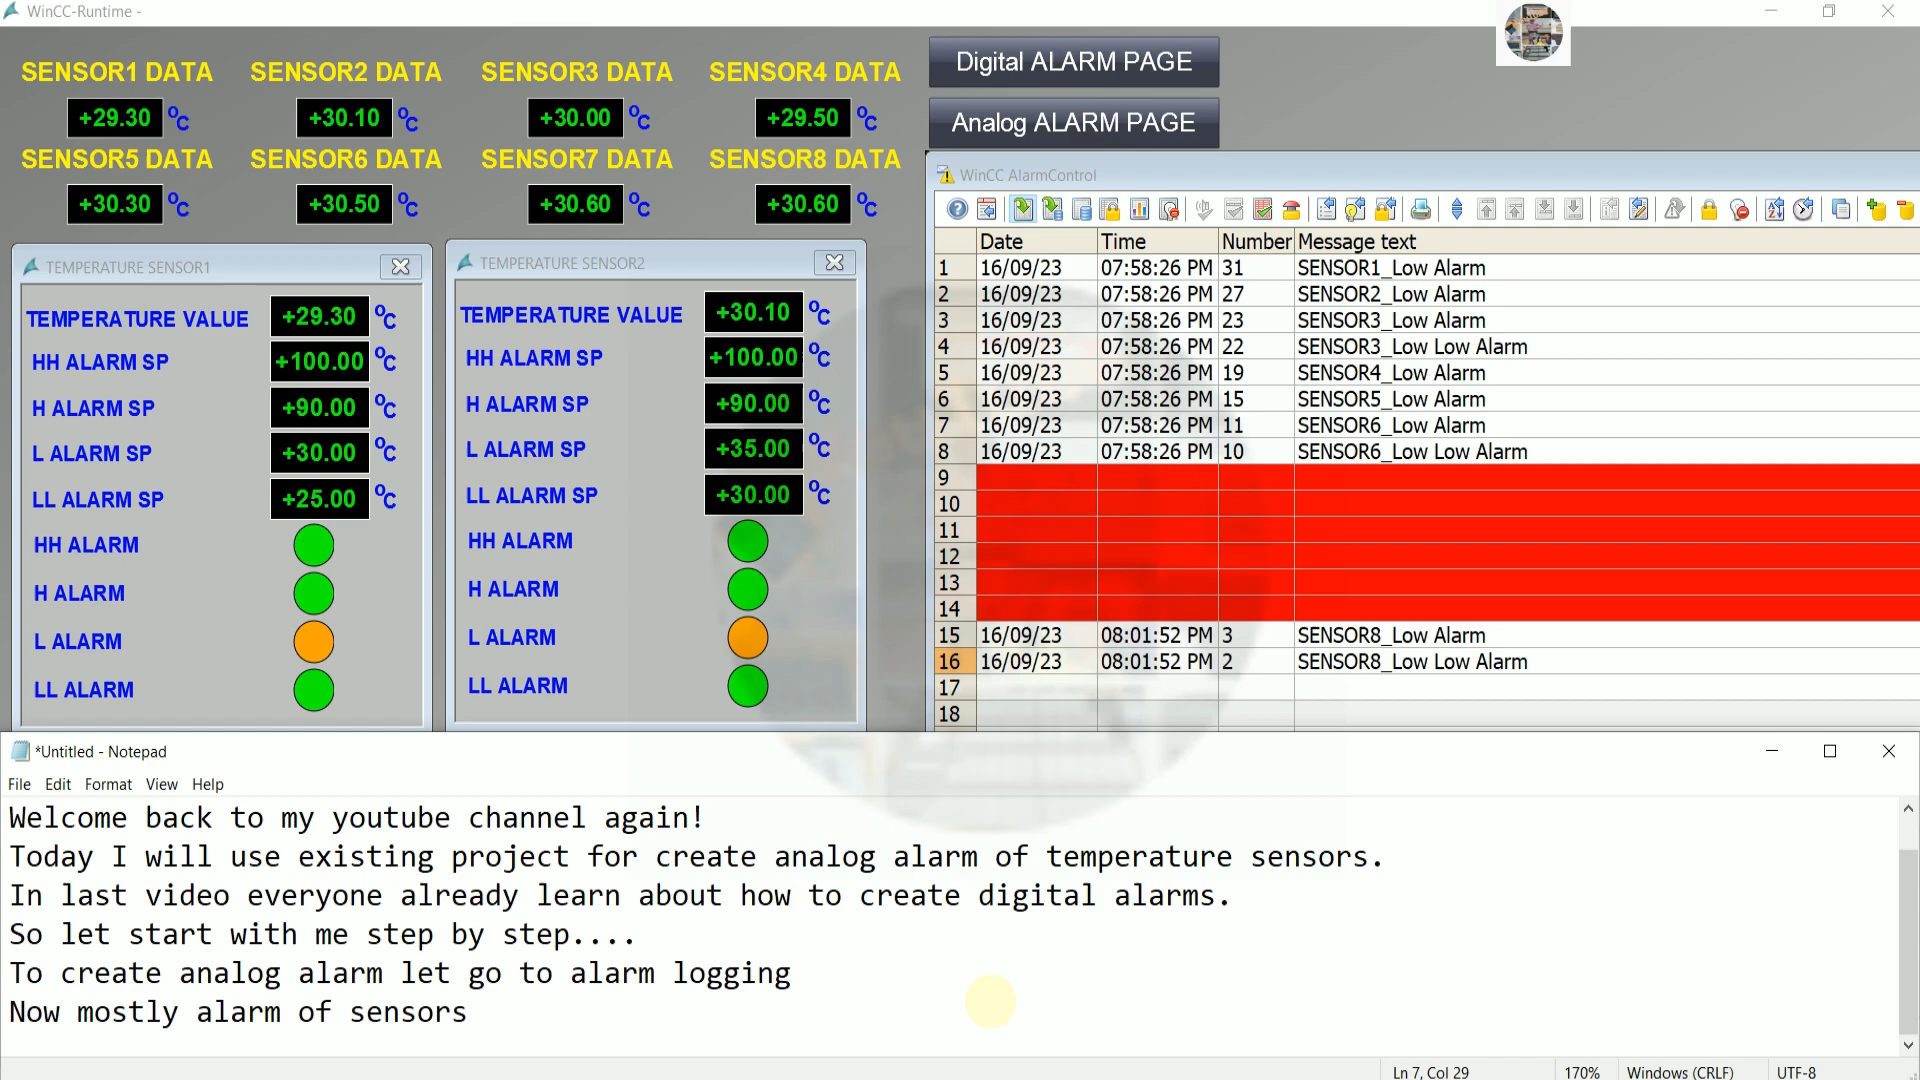 WinCC-Runtime -
SENSOR1 DATA SENSOR2 DATA SENSOR3 DATA SENSOR4 DATA
+29.30 °C +30.10 °C +30.00 °C +29.50 °C
SENSOR5 DATA SENSOR6 DATA SENSOR7 DATA SENSOR8 DATA
+30.30 °C +30.50 °C +30.60 °C +30.60 °C
Digital ALARM PAGE
Analog ALARM PAGE
TEMPERATURE SENSOR1
TEMPERATURE VALUE +29.30 °C
HH ALARM SP +100.00 °C
H ALARM SP +90.00 °C
L ALARM SP +30.00 °C
LL ALARM SP +25.00 °C
HH ALARM
H ALARM
L ALARM
LL ALARM
TEMPERATURE SENSOR2
TEMPERATURE VALUE +30.10 °C
HH ALARM SP +100.00 °C
H ALARM SP +90.00 °C
L ALARM SP +35.00 °C
LL ALARM SP +30.00 °C
HH ALARM
H ALARM
L ALARM
LL ALARM
WinCC AlarmControl
Date Time Number Message text
1 16/09/23 07:58:26 PM 31 SENSOR1_Low Alarm
2 16/09/23 07:58:26 PM 27 SENSOR2_Low Alarm
3 16/09/23 07:58:26 PM 23 SENSOR3_Low Alarm
4 16/09/23 07:58:26 PM 22 SENSOR3_Low Low Alarm
5 16/09/23 07:58:26 PM 19 SENSOR4_Low Alarm
6 16/09/23 07:58:26 PM 15 SENSOR5_Low Alarm
7 16/09/23 07:58:26 PM 11 SENSOR6_Low Alarm
8 16/09/23 07:58:26 PM 10 SENSOR6_Low Low Alarm
9
10
11
12
13
14
15 16/09/23 08:01:52 PM 3 SENSOR8_Low Alarm
16 16/09/23 08:01:52 PM 2 SENSOR8_Low Low Alarm
17
18
*Untitled - Notepad
File Edit Format View Help
Welcome back to my youtube channel again!
Today I will use existing project for create analog alarm of temperature sensors.
In last video everyone already learn about how to create digital alarms.
So let start with me step by step....
To create analog alarm let go to alarm logging
Now mostly alarm of sensors
Ln 7, Col 29 170% Windows (CRLF) UTF-8